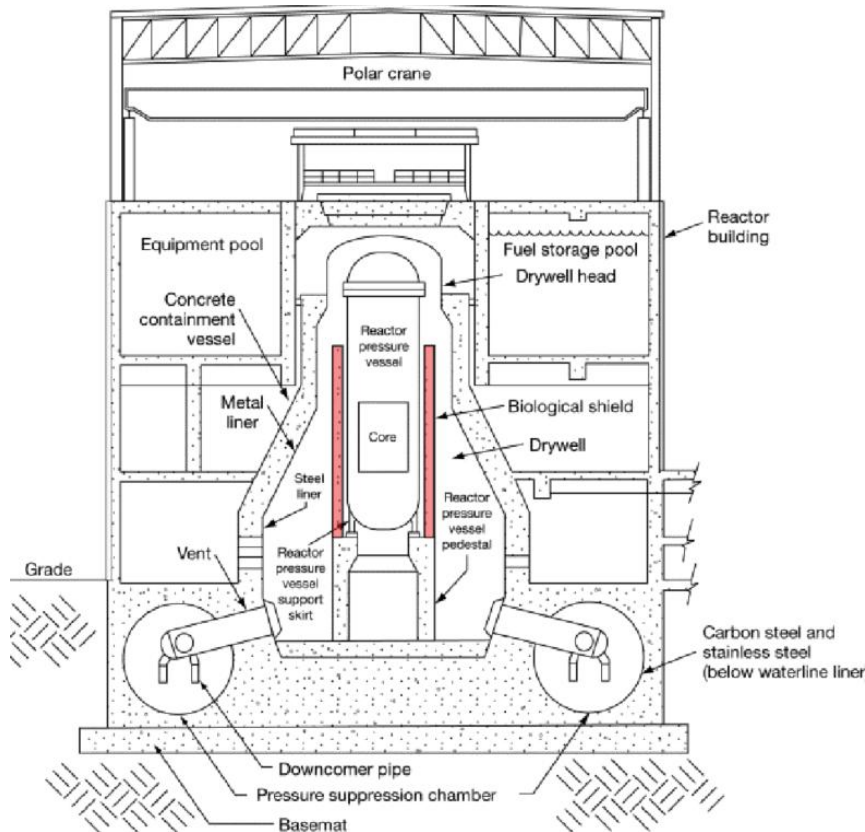 Polar crane
Equipment pool
Fuel storage pool
Reactor
building
Drywell head
Concrete
containment
vessel
Reactor
pressure
vessel
Metal
liner
Biological shield
Core
Drywell
Steel
liner
Reactor
pressure
vessel
pedestal
Vent
Reactor
pressure
vessel
support
skirt
Grade
Carbon steel and
stainless steel
(below waterline liner
Downcomer pipe
Pressure suppression chamber
Basemat